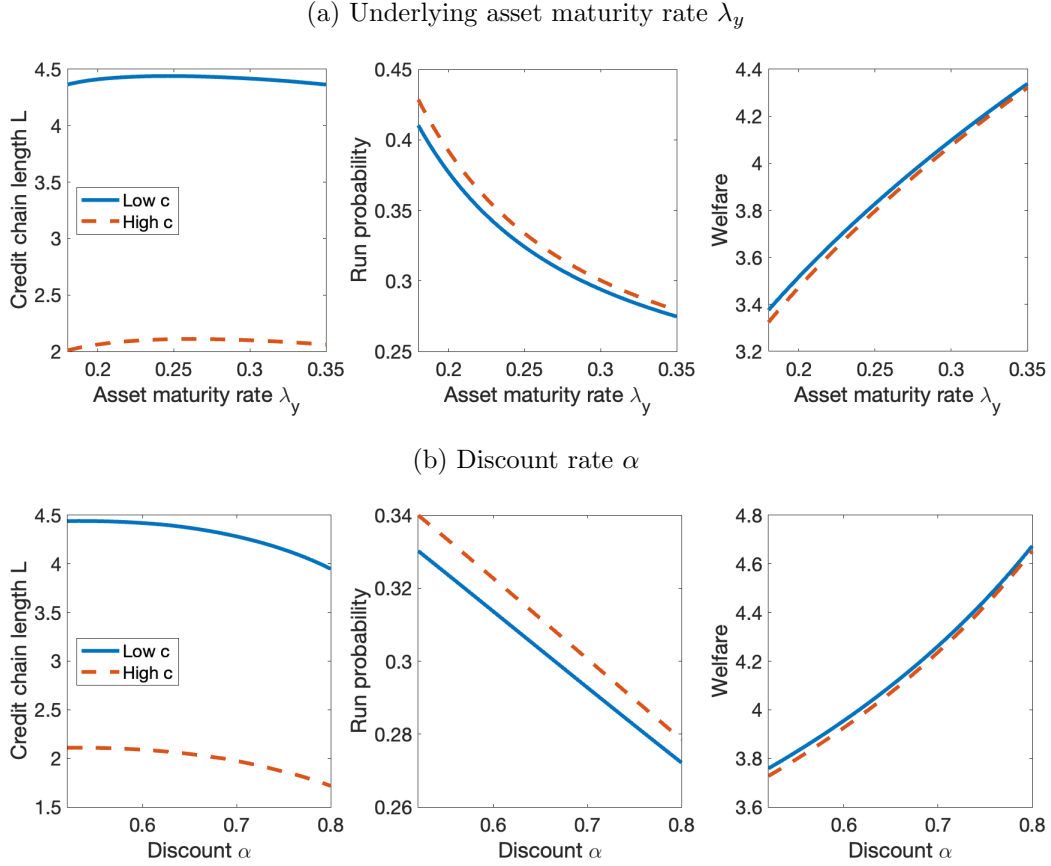 (a) Underlying asset maturity rate λy
Credit chain length L
4.5
4
3.5
3
2.5
2
0.2 0.25 0.3 0.35
Asset maturity rate λy
Low c
High c
Run probability
0.4
0.35
0.3
0.25
0.2 0.25 0.3 0.35
Asset maturity rate λy
Welfare
4.4
4.2
4
3.8
3.6
3.4
3.2
0.2 0.25 0.3 0.35
Asset maturity rate λy
(b) Discount rate α
Credit chain length L
4.5
4
3.5
3
2.5
2
1.5
0.6 0.7 0.8
Discount α
Low c
High c
Run probability
0.34
0.32
0.3
0.28
0.26
0.6 0.7 0.8
Discount α
Welfare
4.8
4.6
4.4
4.2
4
3.8
3.6
0.6 0.7 0.8
Discount α